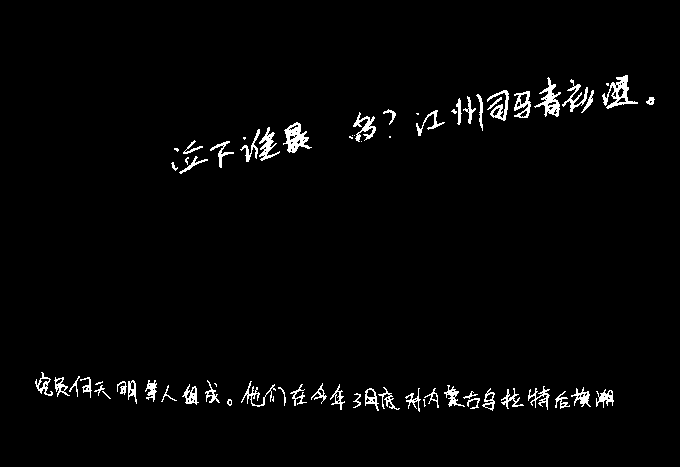 泣下谁最多?江州司马青衫湿。
究员何天明等人组成。他们在今年3月底对内蒙古乌拉特后旗潮